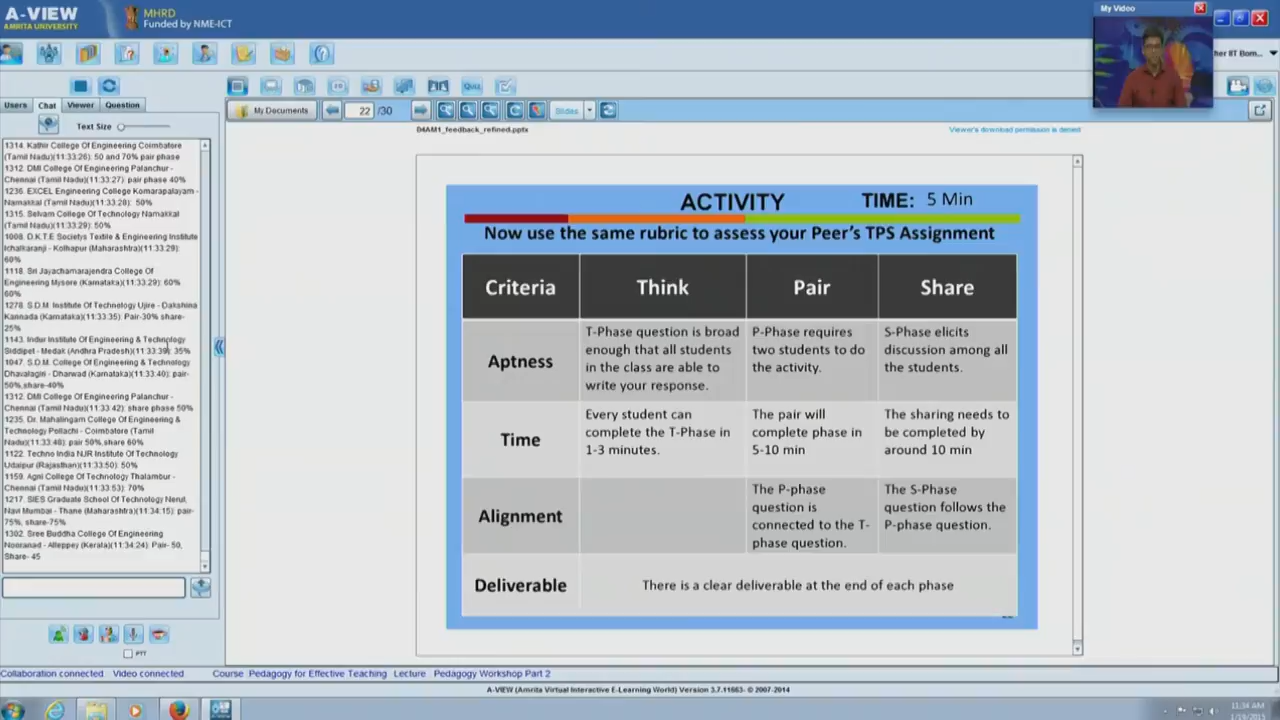 A-VIEW
AMRITA UNIVERSITY
MHRD
Funded by NME-ICT
My Video
Users Chat Viewer Question
Text Size
My Documents 22 /30 Slides
Quiz
D4AM1_feedback_refined.pptx
Viewer's download permission is denied
1314. Kathir College Of Engineering Coimbatore
(Tamil Nadu)(11:33:26): 50 and 70% pair phase
1312. DMI College Of Engineering Palanchur -
Chennai (Tamil Nadu)(11:33:27): pair phase 40%
1236. EXCEL Engineering College Komarapalayam -
Namakkal (Tamil Nadu)(11:33:28): 50%
1315. Selvam College Of Technology Namakkal
(Tamil Nadu)(11:33:29): 50%
1008. D.K.T.E Societys Textile & Engineering Institute
Ichalkaranji - Kolhapur (Maharashtra)(11:33:29):
60%
1118. Sri Jayachamarajendra College Of
Engineering Mysore (Karnataka)(11:33:29): 60%
60%
1278. S.D.M. Institute Of Technology Ujire - Dakshina
Kannada (Karnataka)(11:33:35): Pair-30% share-
25%
1143. Indur Institute Of Engineering & Technology
Siddipet - Medak (Andhra Pradesh)(11:33:39): 35%
1047. S.D.M. College Of Engineering & Technology
Dhavalagiri - Dharwad (Karnataka)(11:33:40): pair-
50%,share-40%
1312. DMI College Of Engineering Palanchur -
Chennai (Tamil Nadu)(11:33:42): share phase 50%
1235. Dr. Mahalingam College Of Engineering &
Technology Pollachi - Coimbatore (Tamil
Nadu)(11:33:48): pair 50%,share 60%
1122. Techno India NJR Institute Of Technology
Udaipur (Rajasthan)(11:33:50): 50%
1159. Agni College Of Technology Thalambur -
Chennai (Tamil Nadu)(11:33:53): 70%
1217. SIES Graduate School Of Technology Nerul,
Navi Mumbai - Thane (Maharashtra)(11:34:15): pair-
75%, share-75%
1302. Sree Buddha College Of Engineering
Nooranad - Alleppey (Kerala)(11:34:24): Pair- 50,
Share- 45
PTT
ACTIVITY TIME: 5 Min
Now use the same rubric to assess your Peer's TPS Assignment
Criteria Think Pair Share
Aptness
T-Phase question is broad
enough that all students
in the class are able to
write your response.
P-Phase requires
two students to do
the activity.
S-Phase elicits
discussion among all
the students.
Time
Every student can
complete the T-Phase in
1-3 minutes.
The pair will
complete phase in
5-10 min
The sharing needs to
be completed by
around 10 min
Alignment
The P-phase
question is
connected to the T-
phase question.
The S-Phase
question follows the
P-phase question.
Deliverable There is a clear deliverable at the end of each phase
Collaboration connected Video connected Course Pedagogy for Effective Teaching Lecture Pedagogy Workshop Part 2
A-VIEW (Amrita Virtual Interactive E-Learning World) Version 3.7.11663- © 2007-2014
11:34 AM